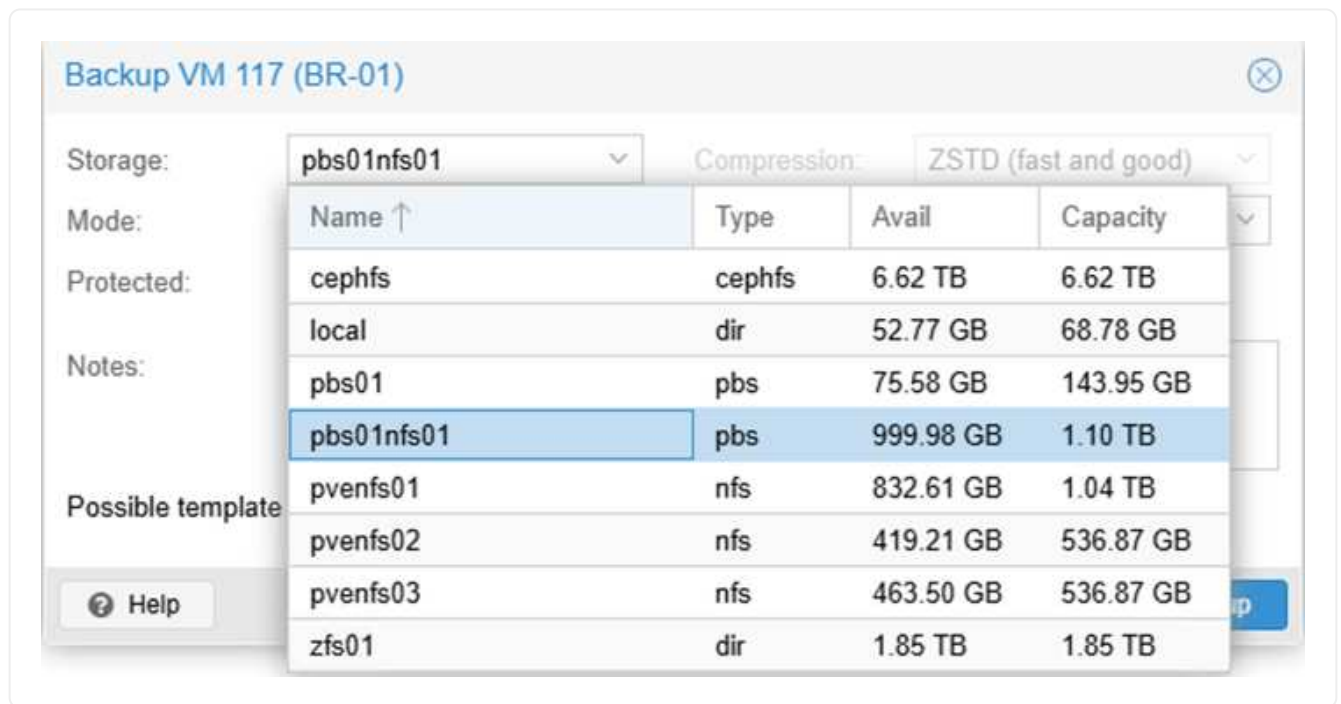 Backup VM 117 (BR-01)
Storage: pbs01nfs01 Compression: ZSTD (fast and good)
Mode:
Name ↑ Type Avail Capacity
Protected:
cephfs cephfs 6.62 TB 6.62 TB
local dir 52.77 GB 68.78 GB
Notes:
pbs01 pbs 75.58 GB 143.95 GB
pbs01nfs01 pbs 999.98 GB 1.10 TB
pvenfs01 nfs 832.61 GB 1.04 TB
Possible template
pvenfs02 nfs 419.21 GB 536.87 GB
pvenfs03 nfs 463.50 GB 536.87 GB
Help
zfs01 dir 1.85 TB 1.85 TB